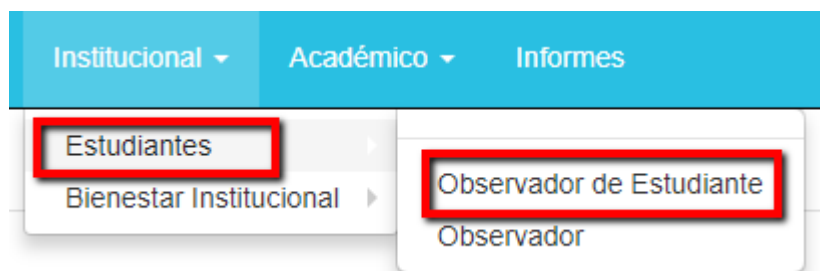 Institucional Académico Informes
Estudiantes
Observador de Estudiante
Bienestar Institucional
Observador